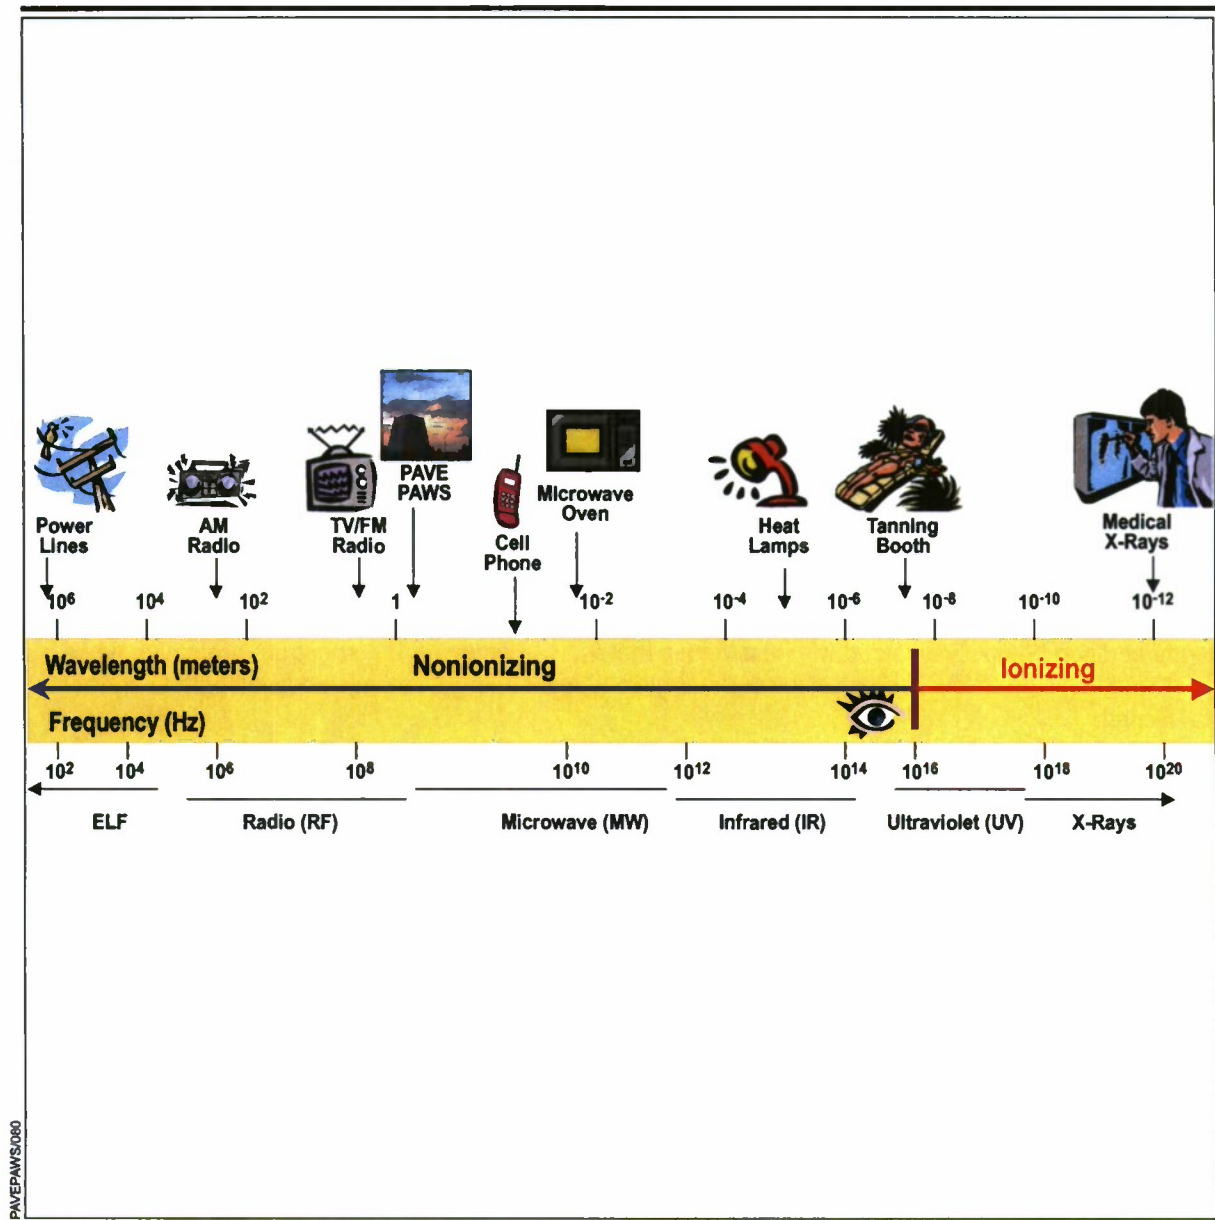 PAVE
PAWS
Power
Lines
AM
Radio
TV/FM
Radio
Cell
Phone
Microwave
Oven
Heat
Lamps
Tanning
Booth
Medical
X-Rays
10⁶ 10⁴ 10² 1 10⁻² 10⁻⁴ 10⁻⁶ 10⁻⁸ 10⁻¹⁰ 10⁻¹²
Wavelength (meters) Nonionizing Ionizing
Frequency (Hz)
10² 10⁴ 10⁶ 10⁸ 10¹⁰ 10¹² 10¹⁴ 10¹⁶ 10¹⁸ 10²⁰
ELF Radio (RF) Microwave (MW) Infrared (IR) Ultraviolet (UV) X-Rays
PAVEPAWS/080